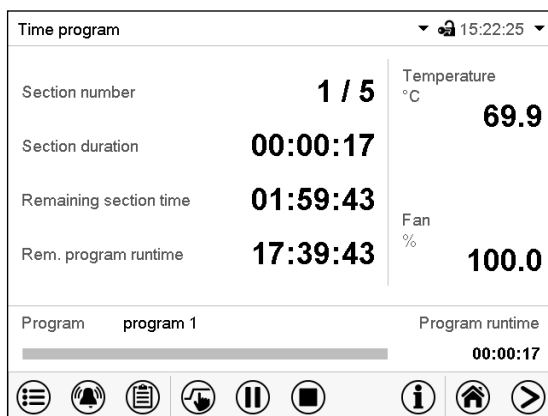 Time program 15:22:25
Section number 1 / 5
Section duration 00:00:17
Remaining section time 01:59:43
Rem. program runtime 17:39:43
Temperature
°C
69.9
Fan
%
100.0
Program program 1 Program runtime
00:00:17